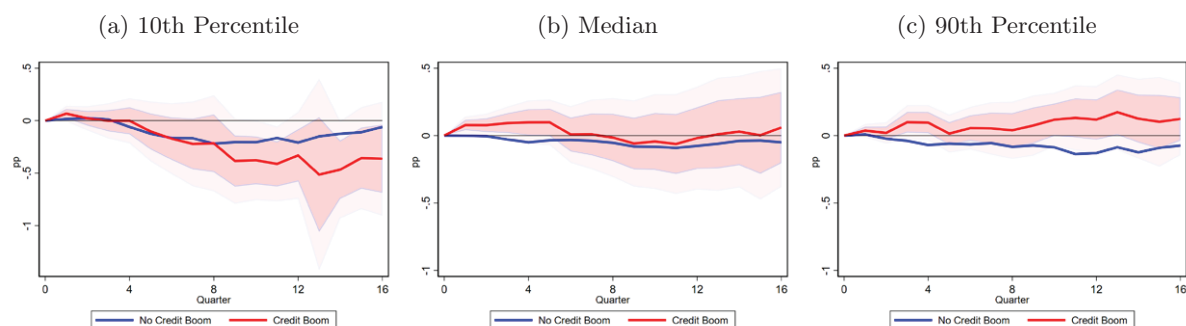 (a) 10th Percentile
(b) Median
(c) 90th Percentile
.5
0
-.5
-1
pp
0
4
8
12
16
Quarter
No Credit Boom
Credit Boom
.5
0
-.5
-1
pp
0
4
8
12
16
Quarter
No Credit Boom
Credit Boom
.5
0
-.5
-1
pp
0
4
8
12
16
Quarter
No Credit Boom
Credit Boom